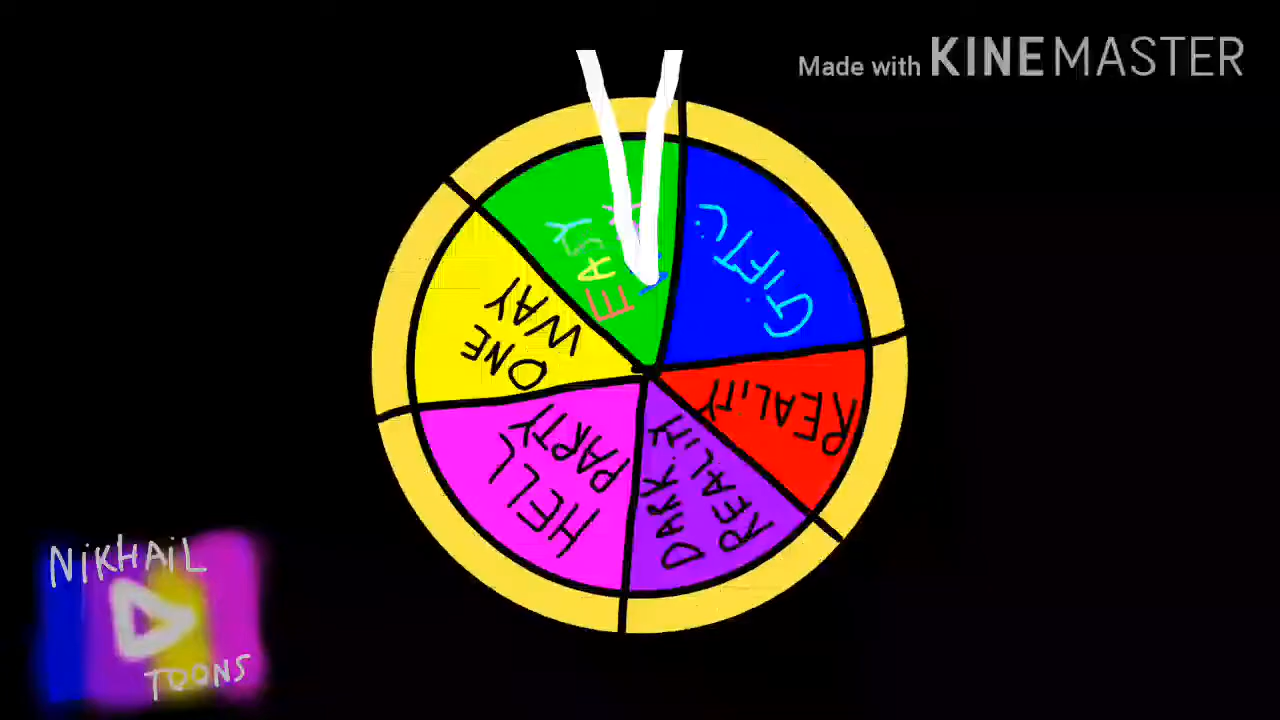 Made with KINEMASTER
EASY
GIFT
ONE
WAY
REALITY
HELL
PARTY
DARK
REALITY
NIKHAIL
TOONS